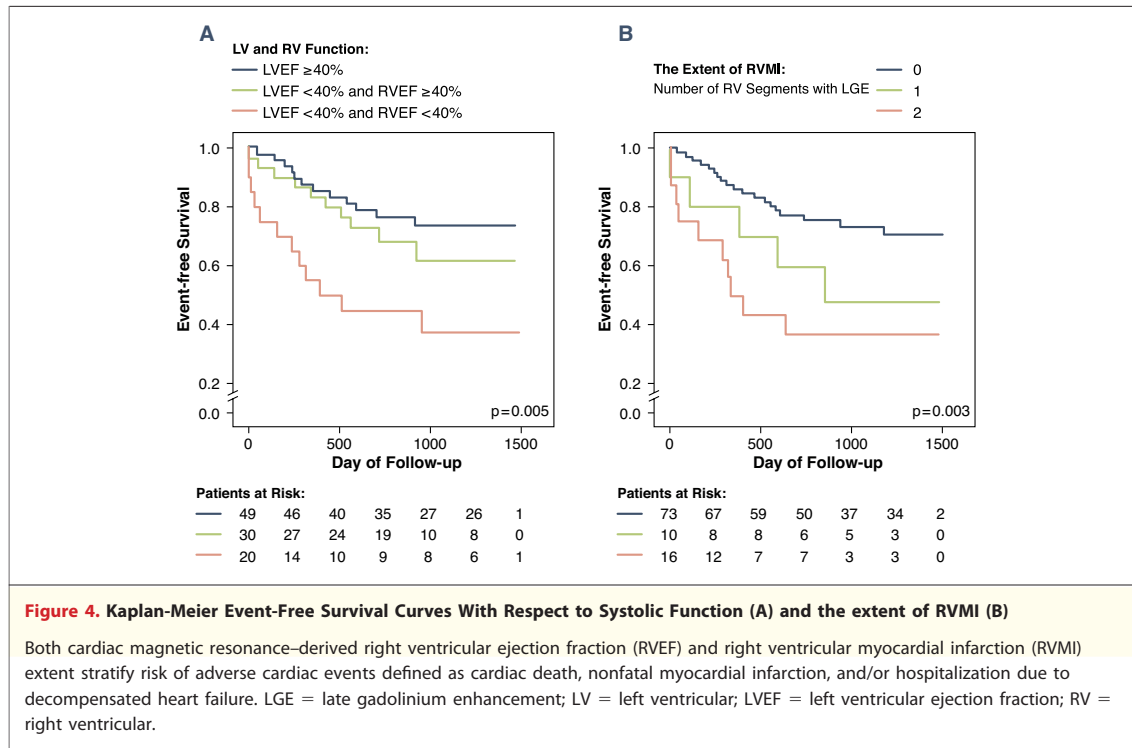 A
LV and RV Function:
LVEF ≥40%
LVEF <40% and RVEF ≥40%
LVEF <40% and RVEF <40%
Event-free Survival
1.0
0.8
0.6
0.4
0.2
0.0
p=0.005
0 500 1000 1500
Day of Follow-up
Patients at Risk:
49 46 40 35 27 26 1
30 27 24 19 10 8 0
20 14 10 9 8 6 1
B
The Extent of RVMI:
Number of RV Segments with LGE
0
1
2
Event-free Survival
1.0
0.8
0.6
0.4
0.2
0.0
p=0.003
0 500 1000 1500
Day of Follow-up
Patients at Risk:
73 67 59 50 37 34 2
10 8 8 6 5 3 0
16 12 7 7 3 3 0
Figure 4. Kaplan-Meier Event-Free Survival Curves With Respect to Systolic Function (A) and the extent of RVMI (B)
Both cardiac magnetic resonance–derived right ventricular ejection fraction (RVEF) and right ventricular myocardial infarction (RVMI)
extent stratify risk of adverse cardiac events defined as cardiac death, nonfatal myocardial infarction, and/or hospitalization due to
decompensated heart failure. LGE = late gadolinium enhancement; LV = left ventricular; LVEF = left ventricular ejection fraction; RV =
right ventricular.